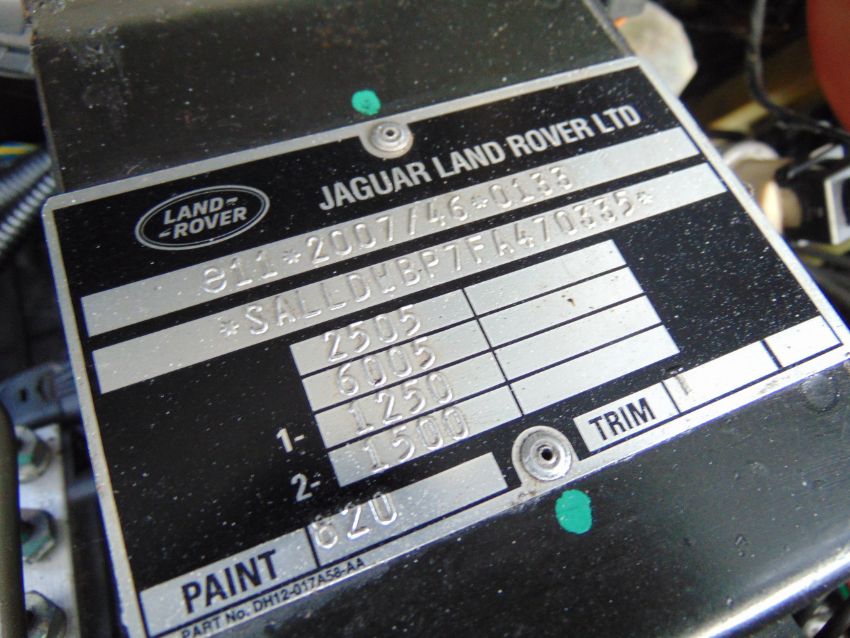 JAGUAR LAND ROVER LTD
LAND ROVER
e11*2007/46*0133
*SALLDWBP7FA470335*
2505
6005
1- 1250
2- 1500
TRIM
PAINT 620
PART No. DH12-017A58-AA